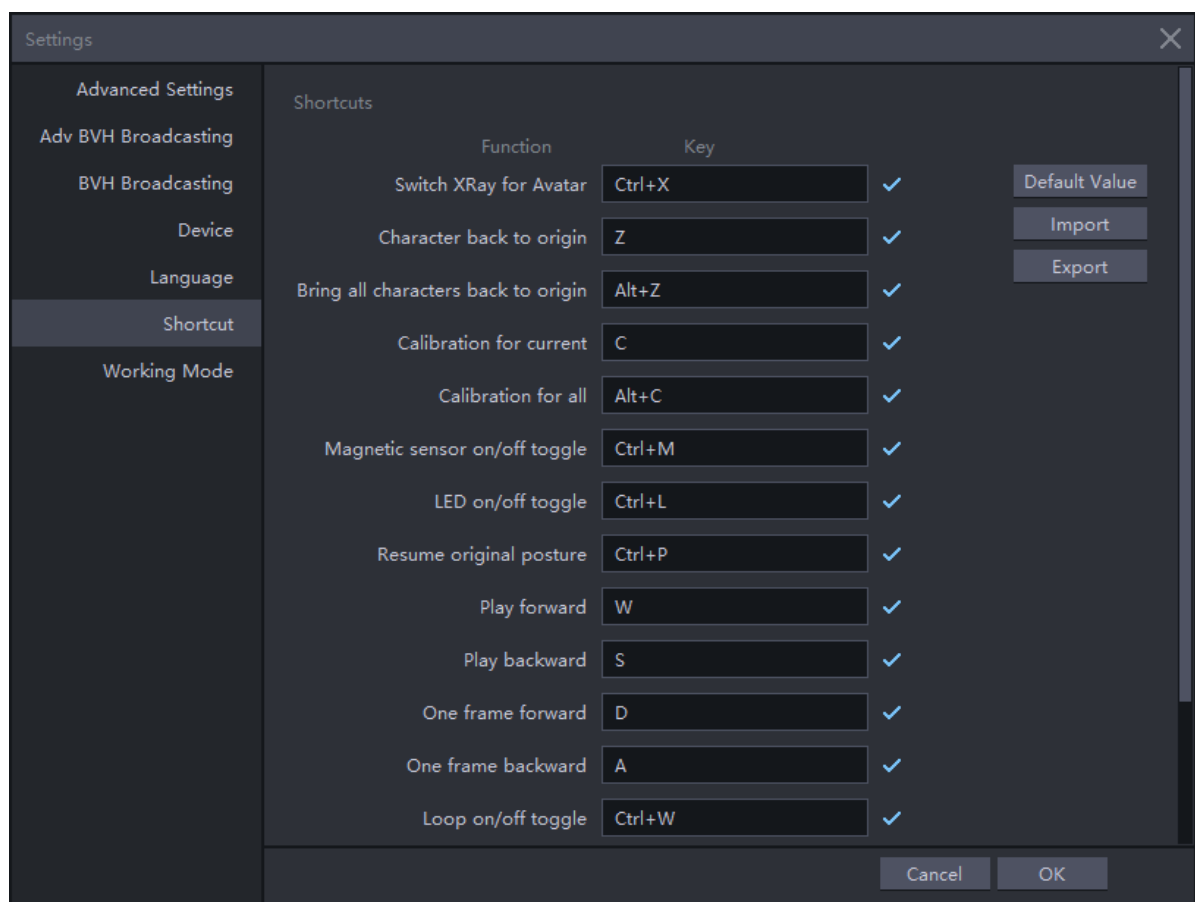 Settings
Advanced Settings
Adv BVH Broadcasting
BVH Broadcasting
Device
Language
Shortcut
Working Mode
Shortcuts
Function Key
Switch XRay for Avatar Ctrl+X
Character back to origin Z
Bring all characters back to origin Alt+Z
Calibration for current C
Calibration for all Alt+C
Magnetic sensor on/off toggle Ctrl+M
LED on/off toggle Ctrl+L
Resume original posture Ctrl+P
Play forward W
Play backward S
One frame forward D
One frame backward A
Loop on/off toggle Ctrl+W
Default Value
Import
Export
Cancel OK